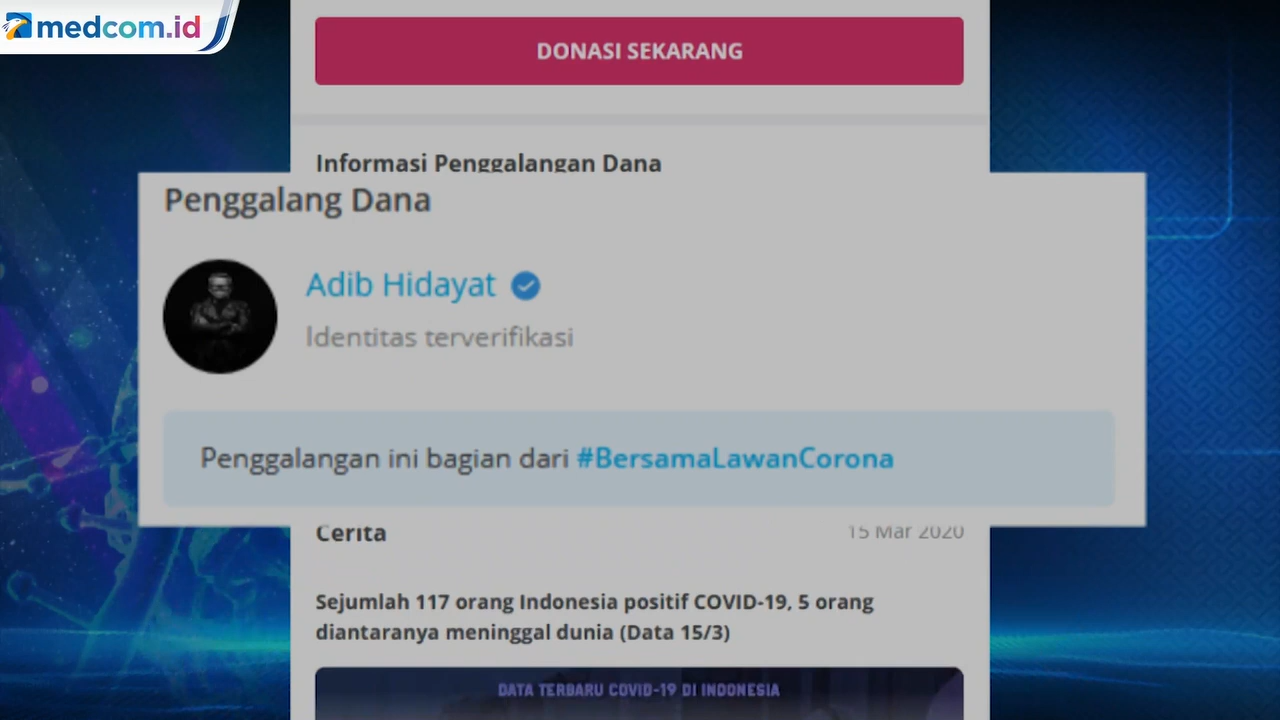 medcom.id
DONASI SEKARANG
Informasi Penggalangan Dana
Penggalang Dana
Adib Hidayat
Identitas terverifikasi
Penggalangan ini bagian dari #BersamaLawanCorona
Cerita
15 Mar 2020
Sejumlah 117 orang Indonesia positif COVID-19, 5 orang
diantaranya meninggal dunia (Data 15/3)
DATA TERBARU COVID-19 DI INDONESIA